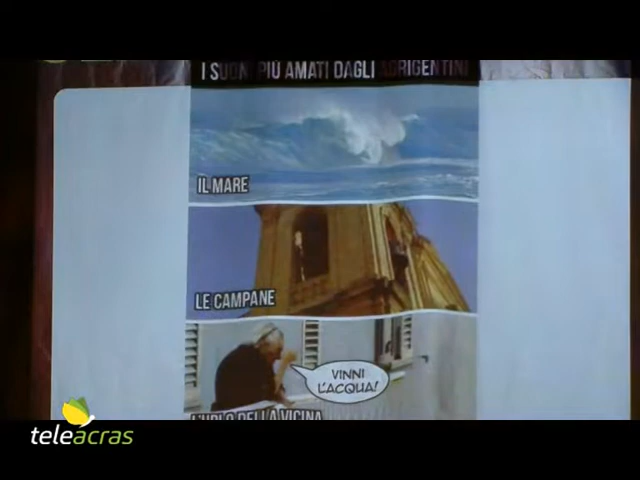 I SUONI PIÙ AMATI DAGLI AGRIGENTINI
IL MARE
LE CAMPANE
VINNI
L'ACQUA!
L'URLO DELLA VICINA
teleacras